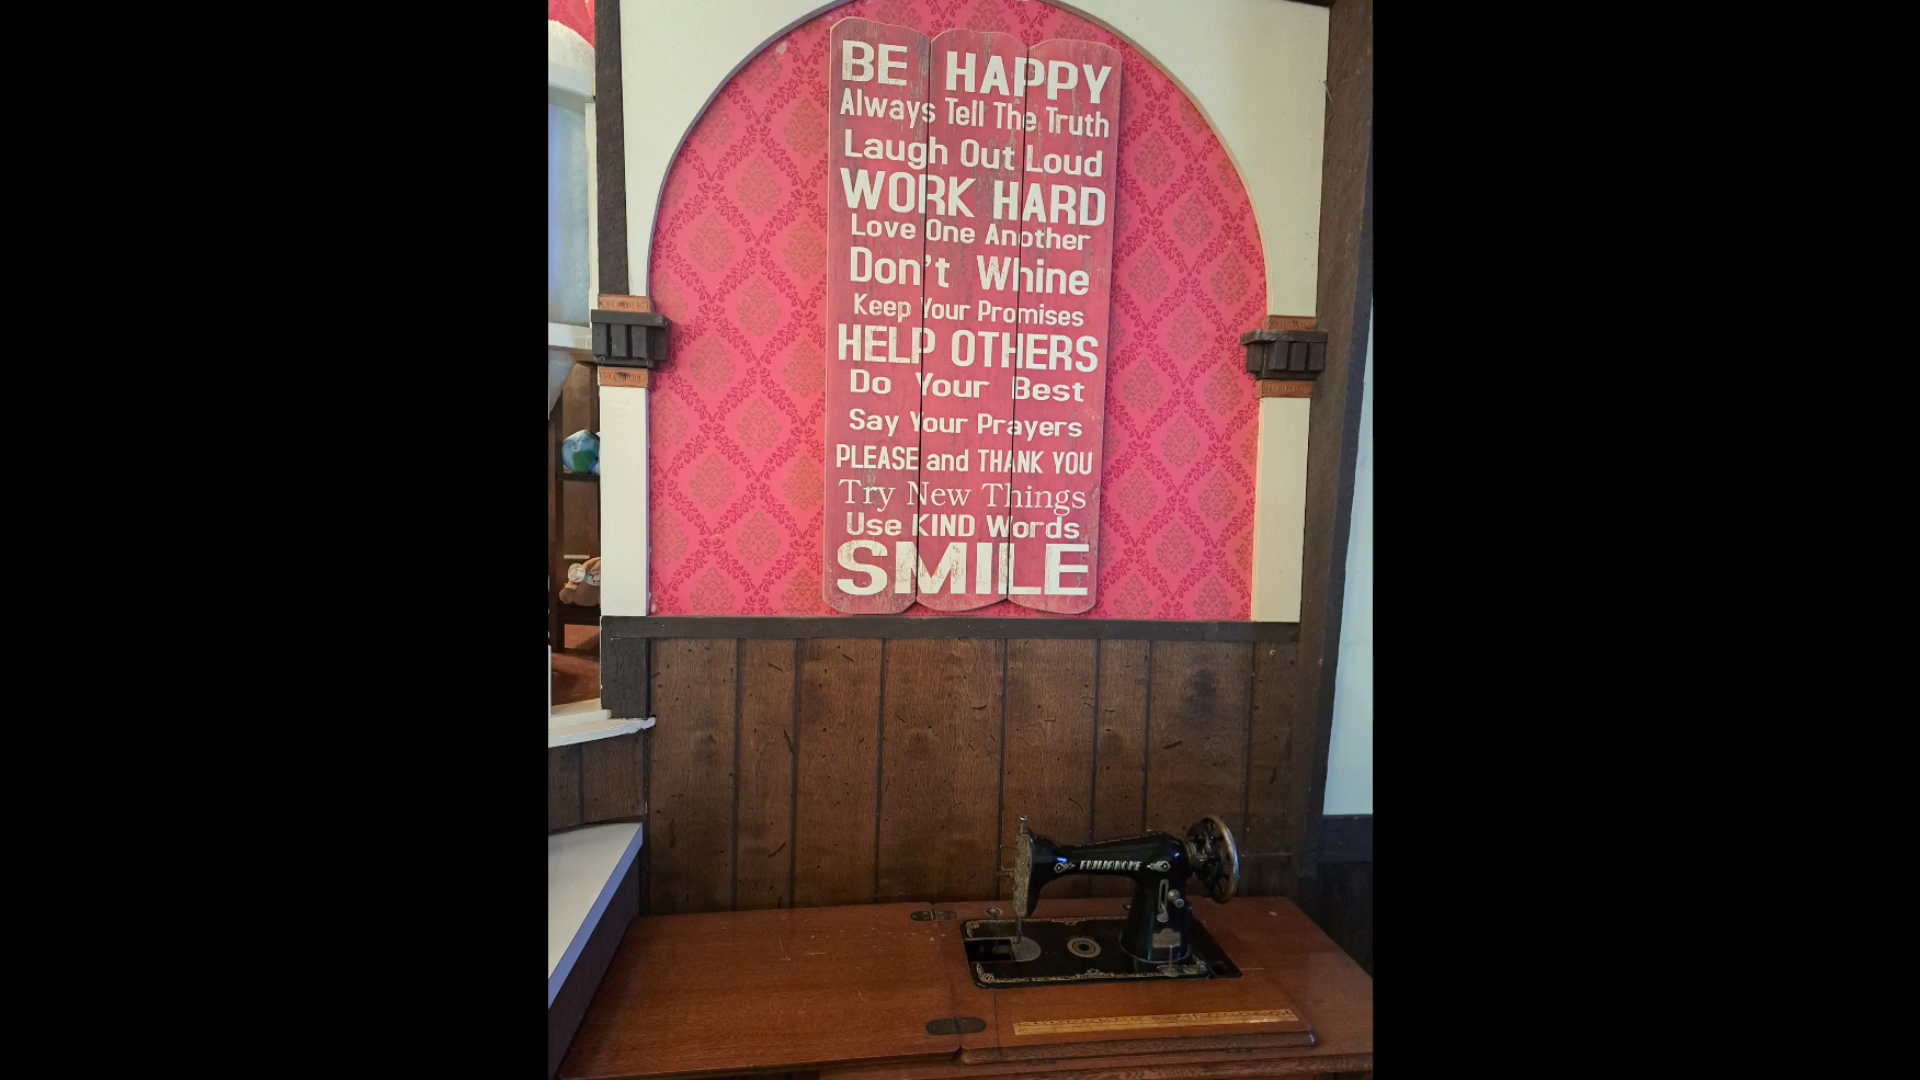 BE HAPPY
Always Tell The Truth
Laugh Out Loud
WORK HARD
Love One Another
Don't Whine
Keep Your Promises
HELP OTHERS
Do Your Best
Say Your Prayers
PLEASE and THANK YOU
Try New Things
Use KIND Words
SMILE